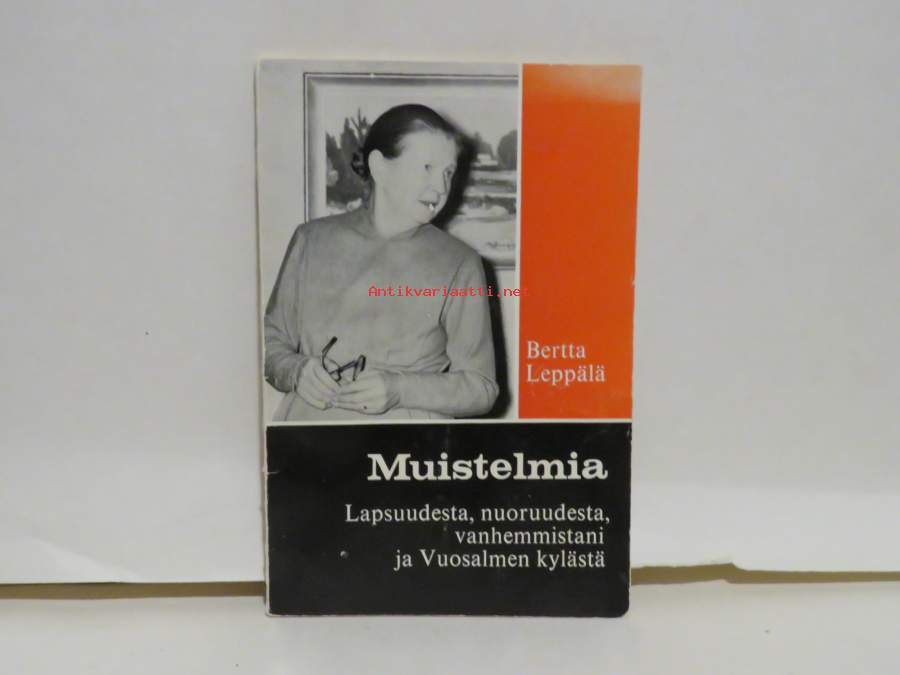 Antikvariaatti.net
Bertta
Leppälä
Muistelmia
Lapsuudesta, nuoruudesta,
vanhemmistani
ja Vuosalmen kylästä